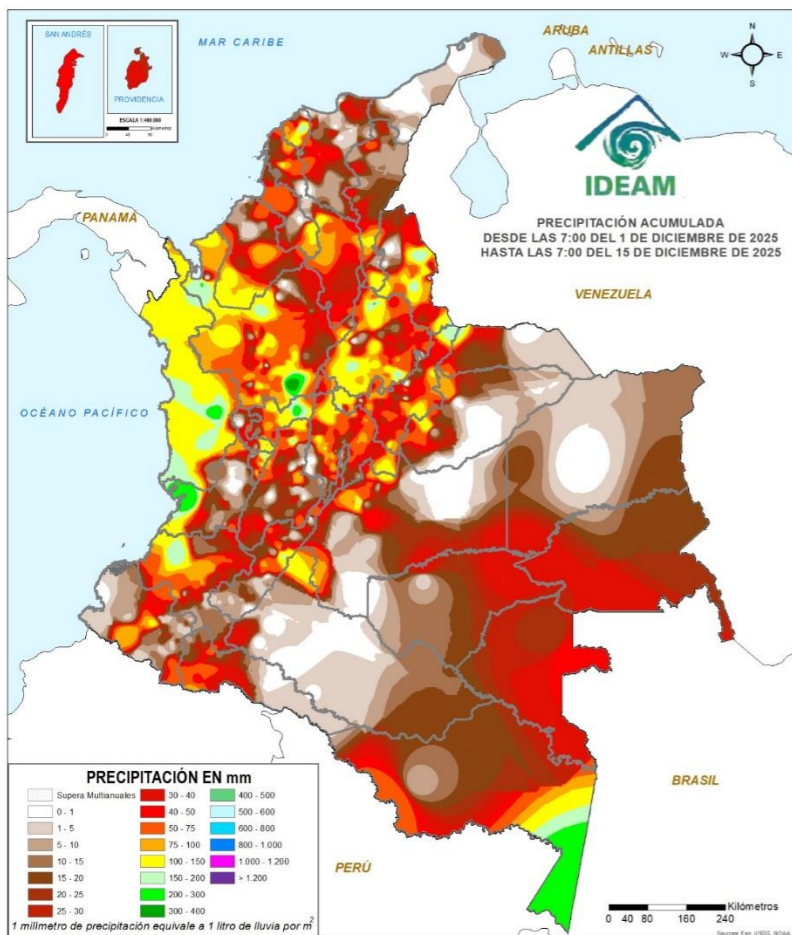 SAN ANDRÉS
PROVIDENCIA
ESCALA 1:400.000
Kilómetros
MAR CARIBE
ARUBA
ANTILLAS
N
W
E
S
IDEAM
PRECIPITACIÓN ACUMULADA
DESDE LAS 7:00 DEL 1 DE DICIEMBRE DE 2025
HASTA LAS 7:00 DEL 15 DE DICIEMBRE DE 2025
PANAMÁ
VENEZUELA
OCÉANO PACÍFICO
BRASIL
PERÚ
PRECIPITACIÓN EN mm
Supera Multianuales
0 - 1
1 - 5
5 - 10
10 - 15
15 - 20
20 - 25
25 - 30
30 - 40
40 - 50
50 - 75
75 - 100
100 - 150
150 - 200
200 - 300
300 - 400
400 - 500
500 - 600
600 - 800
800 - 1.000
1.000 - 1.200
> 1.200
1 milímetro de precipitación equivale a 1 litro de lluvia por m²
Kilómetros
0 40 80 160 240
Sources: Esri, USGS, NOAA